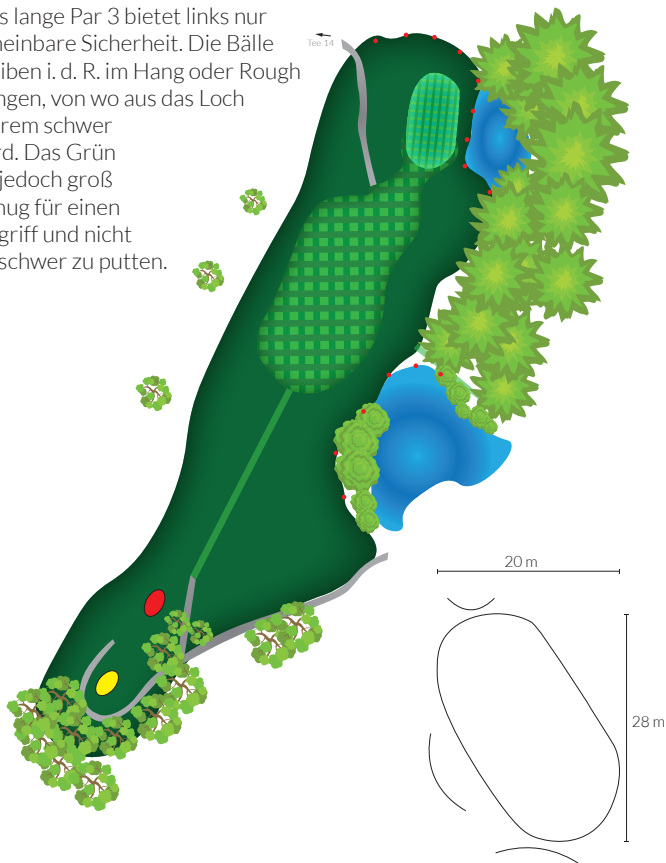 s lange Par 3 bietet links nur
heinbare Sicherheit. Die Bälle
iben i. d. R. im Hang oder Rough
ngen, von wo aus das Loch
rem schwer
rd. Das Grün
jedoch groß
nug für einen
griff und nicht
schwer zu putten.
Tee 14
20 m
28 m